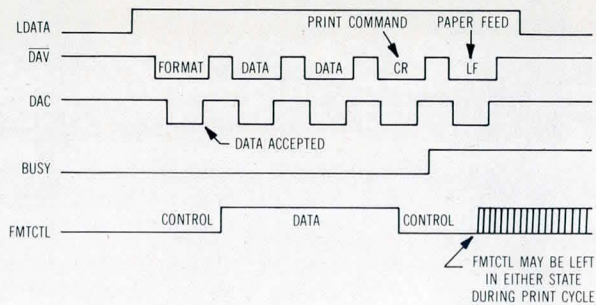 PRINT COMMAND
PAPER FEED
LDATA
DAV
FORMAT
DATA
DATA
CR
LF
DAC
DATA ACCEPTED
BUSY
CONTROL
DATA
CONTROL
FMTCTL
FMTCTL MAY BE LEFT
IN EITHER STATE
DURING PRINT CYCLE